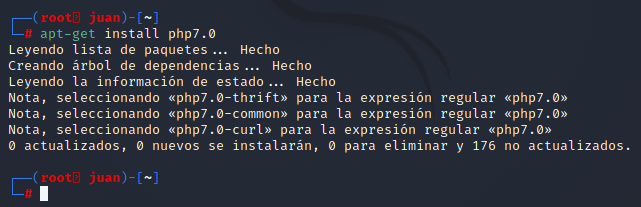 ┌──(root㉿ juan)-[~]
└─# apt-get install php7.0
Leyendo lista de paquetes... Hecho
Creando árbol de dependencias... Hecho
Leyendo la información de estado... Hecho
Nota, seleccionando «php7.0-thrift» para la expresión regular «php7.0»
Nota, seleccionando «php7.0-common» para la expresión regular «php7.0»
Nota, seleccionando «php7.0-curl» para la expresión regular «php7.0»
0 actualizados, 0 nuevos se instalarán, 0 para eliminar y 176 no actualizados.
┌──(root㉿ juan)-[~]
└─#